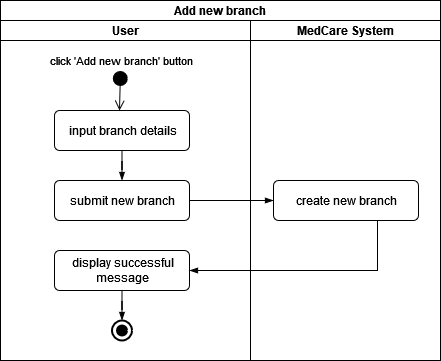 Add new branch
User
MedCare System
click 'Add new branch' button
input branch details
submit new branch
create new branch
display successful
message